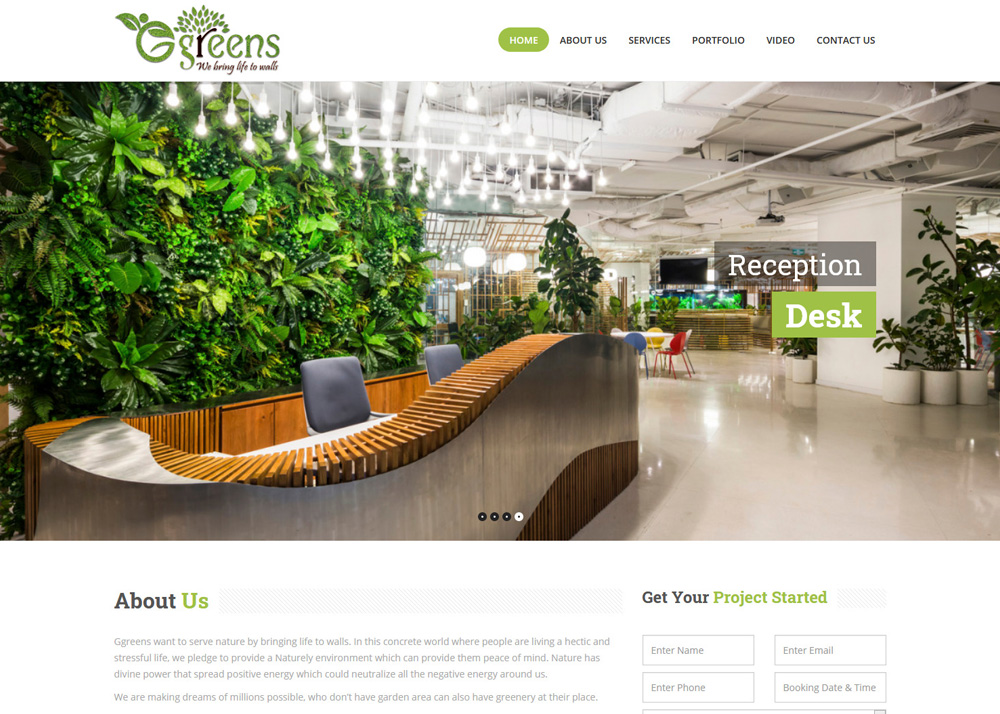 Ggreens
We bring life to walls
HOME ABOUT US SERVICES PORTFOLIO VIDEO CONTACT US
Reception
Desk
About Us
Ggreens want to serve nature by bringing life to walls. In this concrete world where people are living a hectic and
stressful life, we pledge to provide a Naturely environment which can provide them peace of mind. Nature has
divine power that spread positive energy which could neutralize all the negative energy around us.
We are making dreams of millions possible, who don't have garden area can also have greenery at their place.
Get Your Project Started
Enter Name
Enter Email
Enter Phone
Booking Date & Time